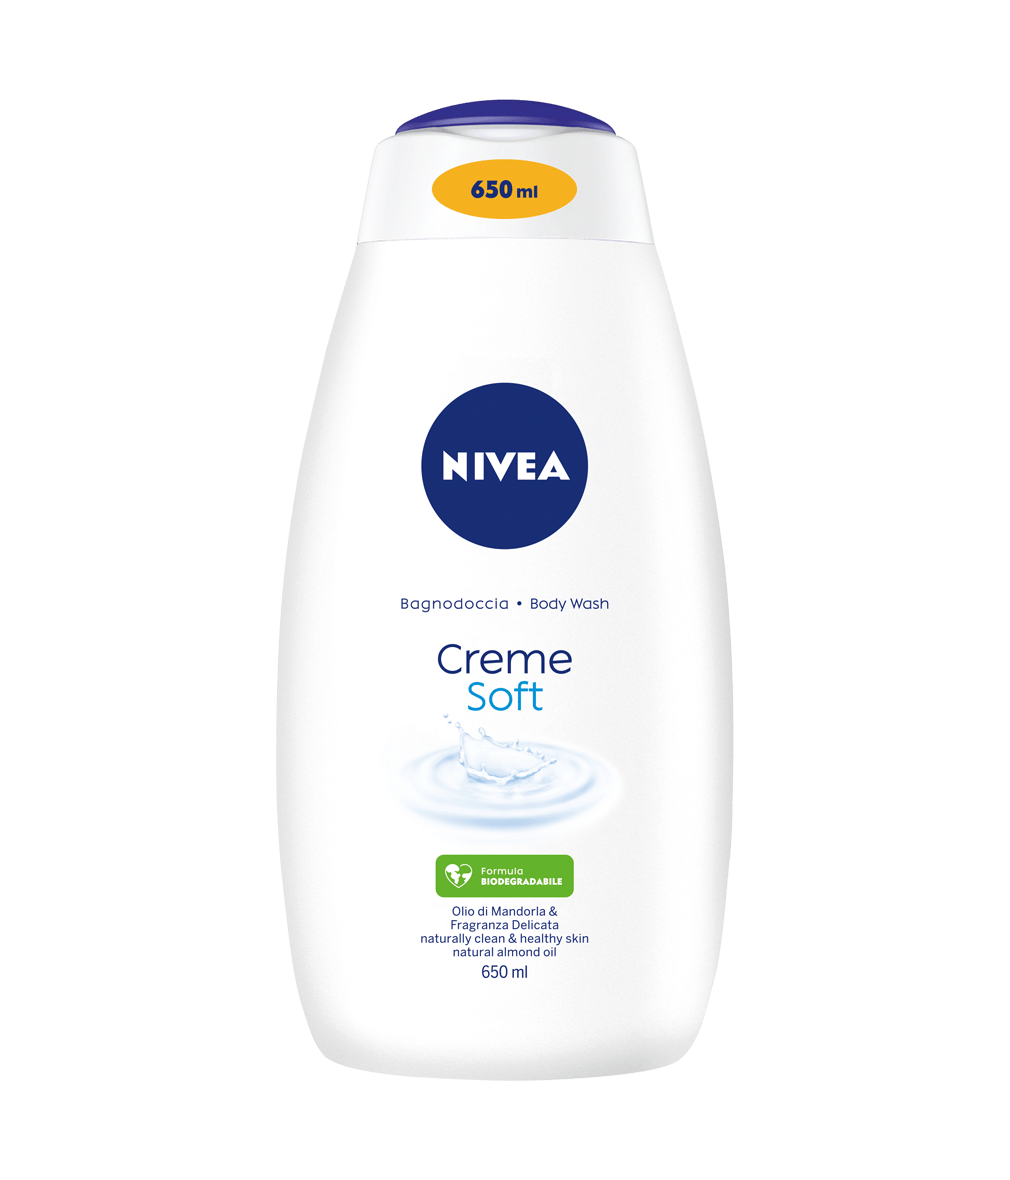 650 ml
NIVEA
Bagnodoccia • Body Wash
Creme
Soft
Formula
BIODEGRADABILE
Olio di Mandorla &
Fragranza Delicata
naturally clean & healthy skin
natural almond oil
650 ml